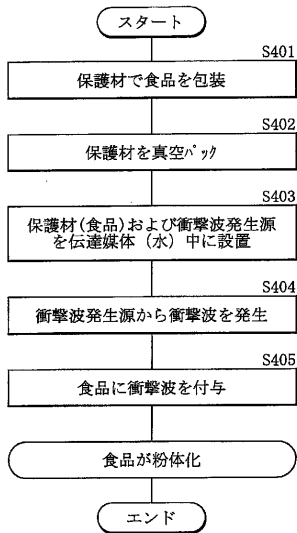 スタート
S401
保護材で食品を包装
S402
保護材を真空パック
S403
保護材(食品)および衝撃波発生源
を伝達媒体(水)中に設置
S404
衝撃波発生源から衝撃波を発生
S405
食品に衝撃波を付与
食品が粉体化
エンド